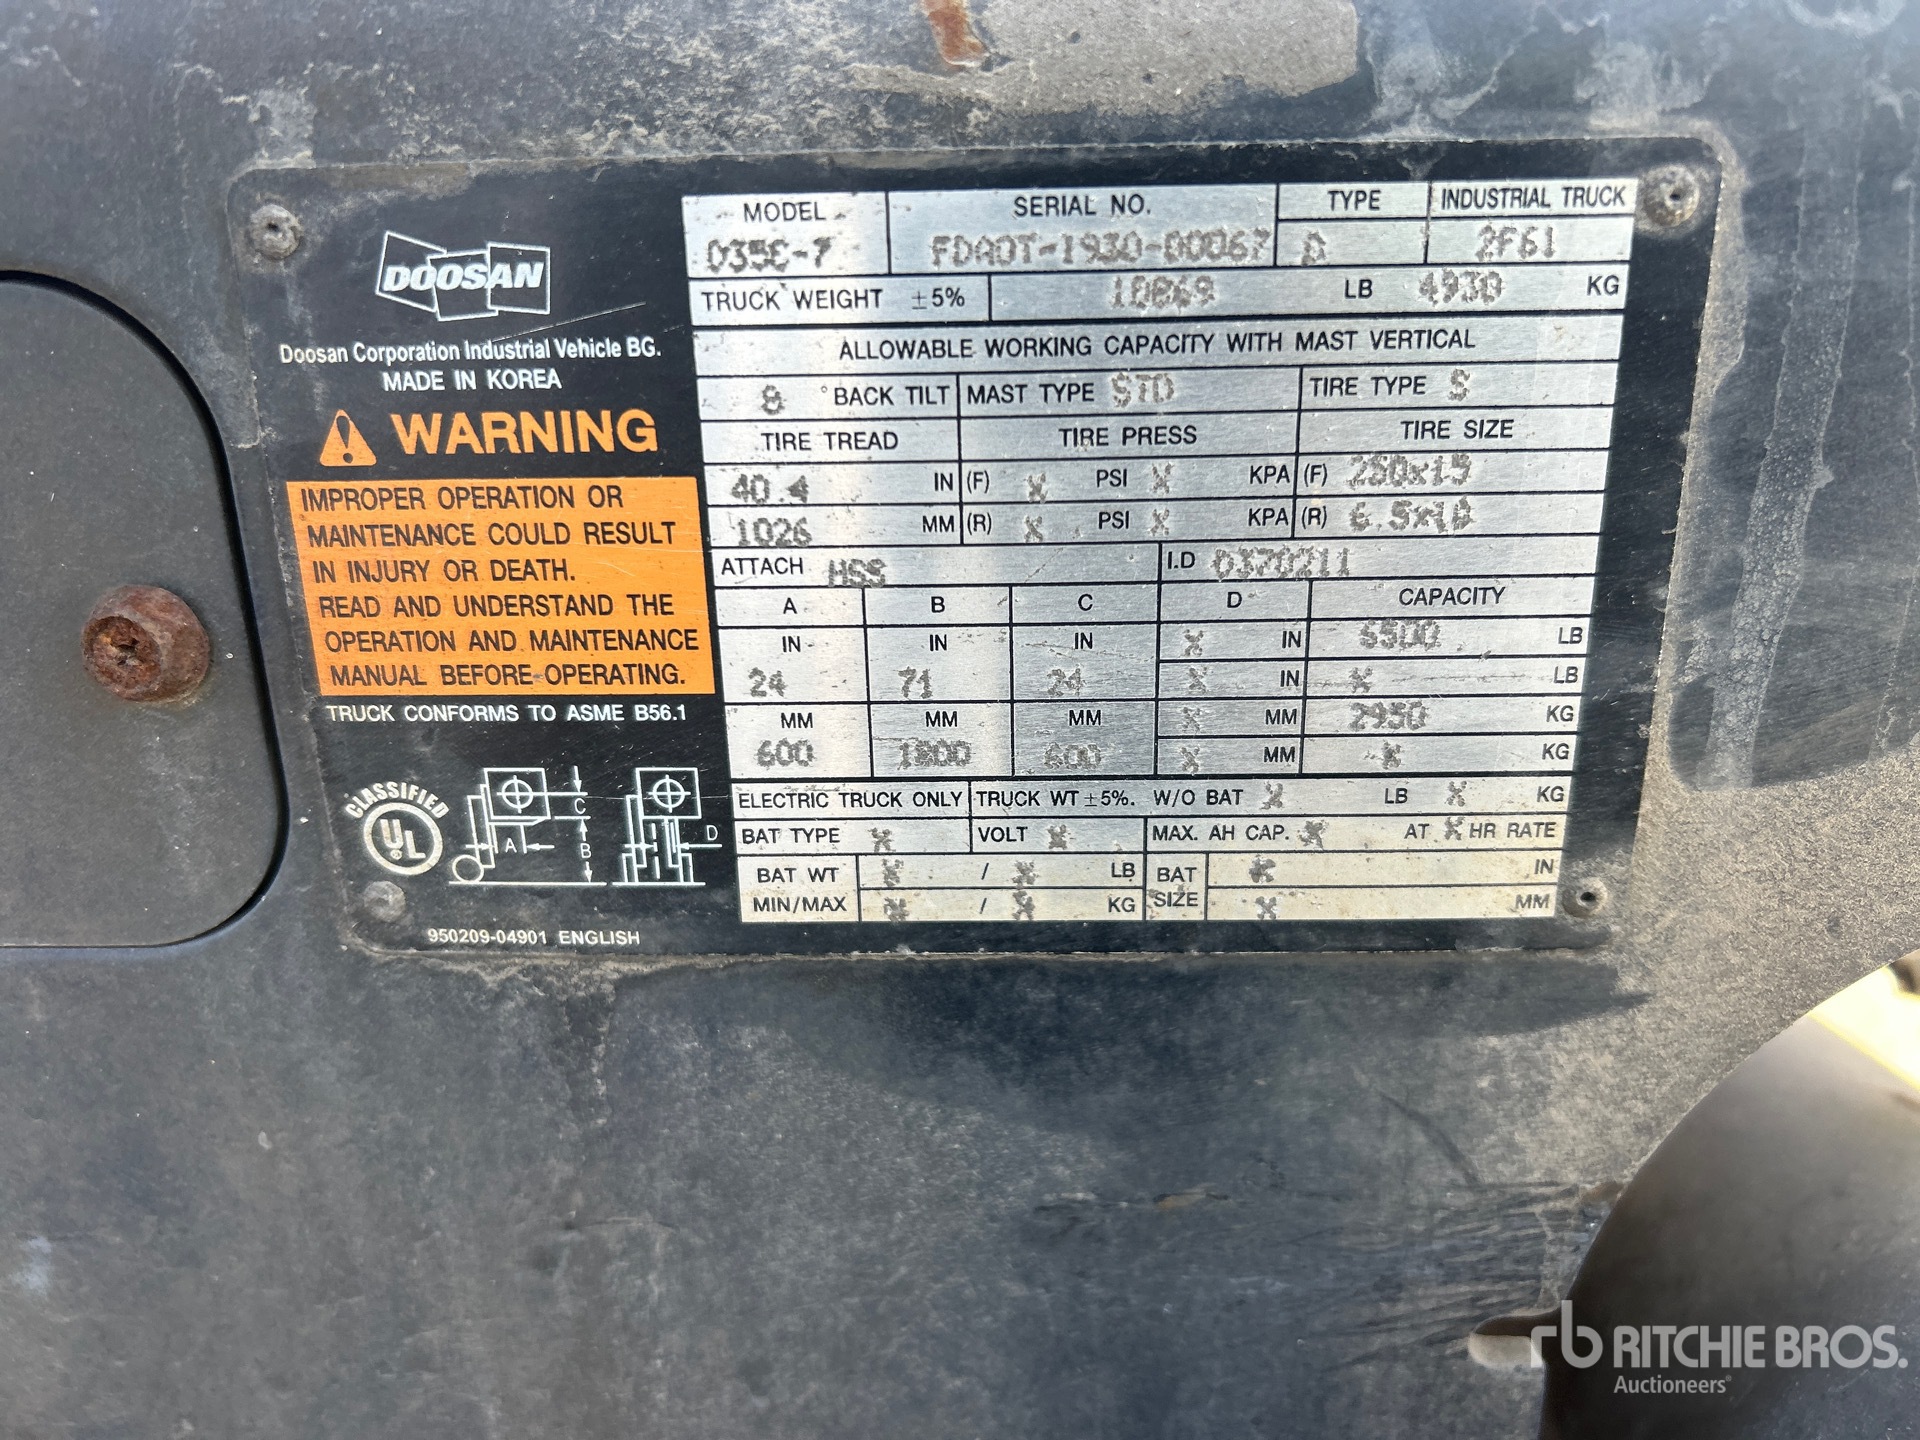 DOOSAN
Doosan Corporation Industrial Vehicle BG.
MADE IN KOREA
WARNING
IMPROPER OPERATION OR
MAINTENANCE COULD RESULT
IN INJURY OR DEATH.
READ AND UNDERSTAND THE
OPERATION AND MAINTENANCE
MANUAL BEFORE OPERATING.
TRUCK CONFORMS TO ASME B56.1
CLASSIFIED
UL
A B C D
950209-04901 ENGLISH
MODEL SERIAL NO. TYPE INDUSTRIAL TRUCK
D35C-7 FDA0T-1930-00067 D 2F61
TRUCK WEIGHT ±5% 10869 LB 4930 KG
ALLOWABLE WORKING CAPACITY WITH MAST VERTICAL
8 °BACK TILT MAST TYPE STD TIRE TYPE S
TIRE TREAD TIRE PRESS TIRE SIZE
40.4 IN (F) X PSI X KPA (F) 250x15
1026 MM (R) X PSI X KPA (R) 6.5x10
ATTACH HSS I.D 0370211
A B C D CAPACITY
IN IN IN X IN 6500 LB
24 71 24 X IN X LB
MM MM MM X MM 2950 KG
600 1800 600 X MM X KG
ELECTRIC TRUCK ONLY TRUCK WT ±5%. W/O BAT X LB X KG
BAT TYPE X VOLT X MAX. AH CAP. X AT X HR RATE
BAT WT X / X LB BAT X IN
MIN/MAX X / X KG SIZE X MM
rb RITCHIE BROS.
Auctioneers